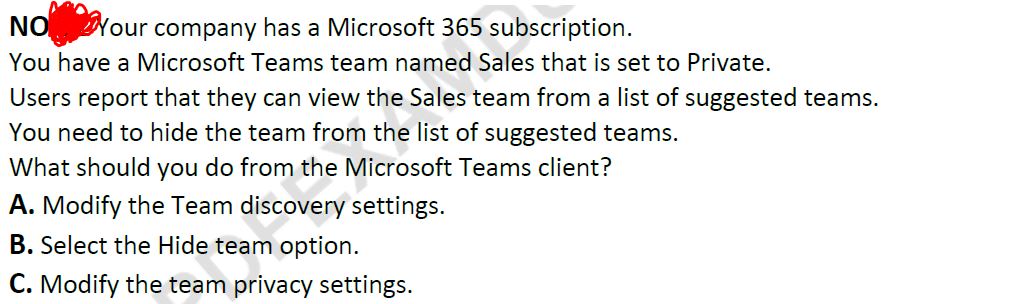 NO Your company has a Microsoft 365 subscription.
You have a Microsoft Teams team named Sales that is set to Private.
Users report that they can view the Sales team from a list of suggested teams.
You need to hide the team from the list of suggested teams.
What should you do from the Microsoft Teams client?
A. Modify the Team discovery settings.
B. Select the Hide team option.
C. Modify the team privacy settings.
PDFEXAMD